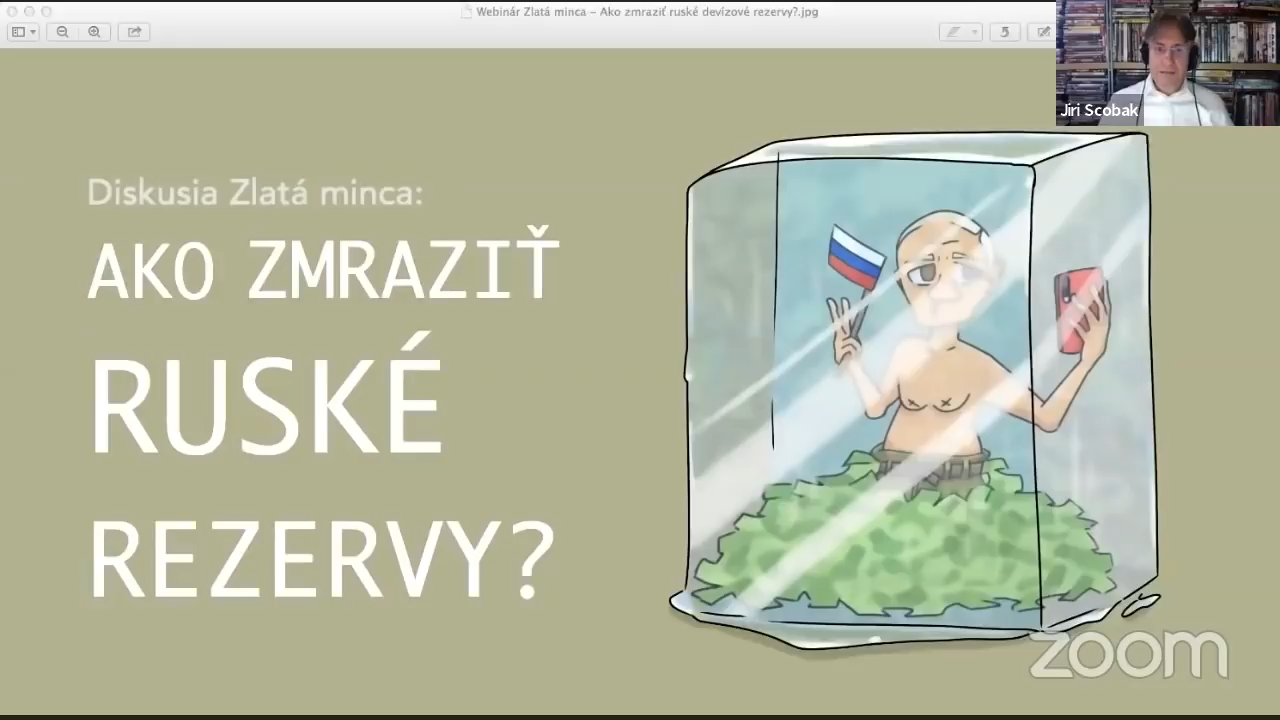 Webinár Zlatá minca – Ako zmraziť ruské devízové rezervy?.jpg
Jiri Scobak
Diskusia Zlatá minca:
AKO ZMRAZIŤ
RUSKÉ
REZERVY?
zoom